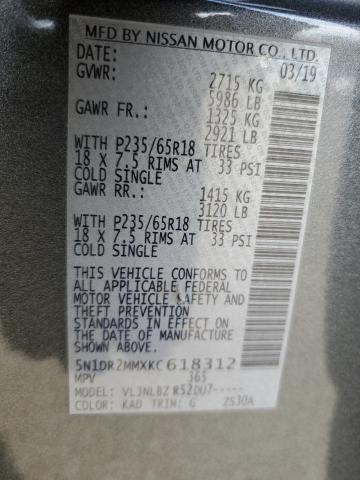 MFD BY NISSAN MOTOR CO., LTD.
DATE: 03/19
GVWR: 2715 KG
5986 LB
GAWR FR.: 1325 KG
2921 LB
WITH P235/65R18 TIRES
18 X 7.5 RIMS AT 33 PSI
COLD SINGLE
GAWR RR.: 1415 KG
3120 LB
WITH P235/65R18 TIRES
18 X 7.5 RIMS AT 33 PSI
COLD SINGLE
THIS VEHICLE CONFORMS TO
ALL APPLICABLE FEDERAL
MOTOR VEHICLE SAFETY AND
THEFT PREVENTION
STANDARDS IN EFFECT ON
THE DATE OF MANUFACTURE
SHOWN ABOVE.
5N1DR2MMXKC618312
MPV 365
VL3NLBZ R520U7-----
COLOR: KAD TRIM: G 2530A